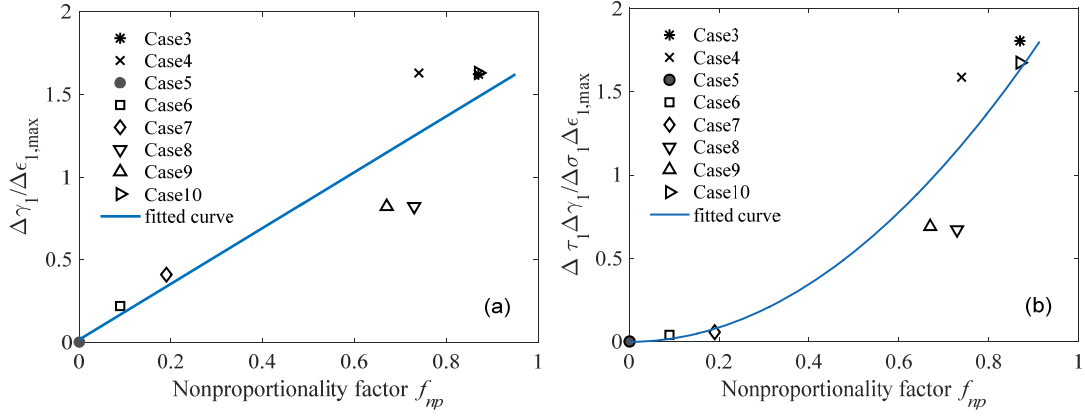 2
1.5
1
0.5
0
Δγ₁/Δϵ₁,max
Case3
Case4
Case5
Case6
Case7
Case8
Case9
Case10
fitted curve
(a)
0
0.2
0.4
0.6
0.8
1
Nonproportionality factor fnp
2
1.5
1
0.5
0
Δτ₁Δγ₁/Δσ₁Δϵ₁,max
Case3
Case4
Case5
Case6
Case7
Case8
Case9
Case10
fitted curve
(b)
0
0.2
0.4
0.6
0.8
1
Nonproportionality factor fnp